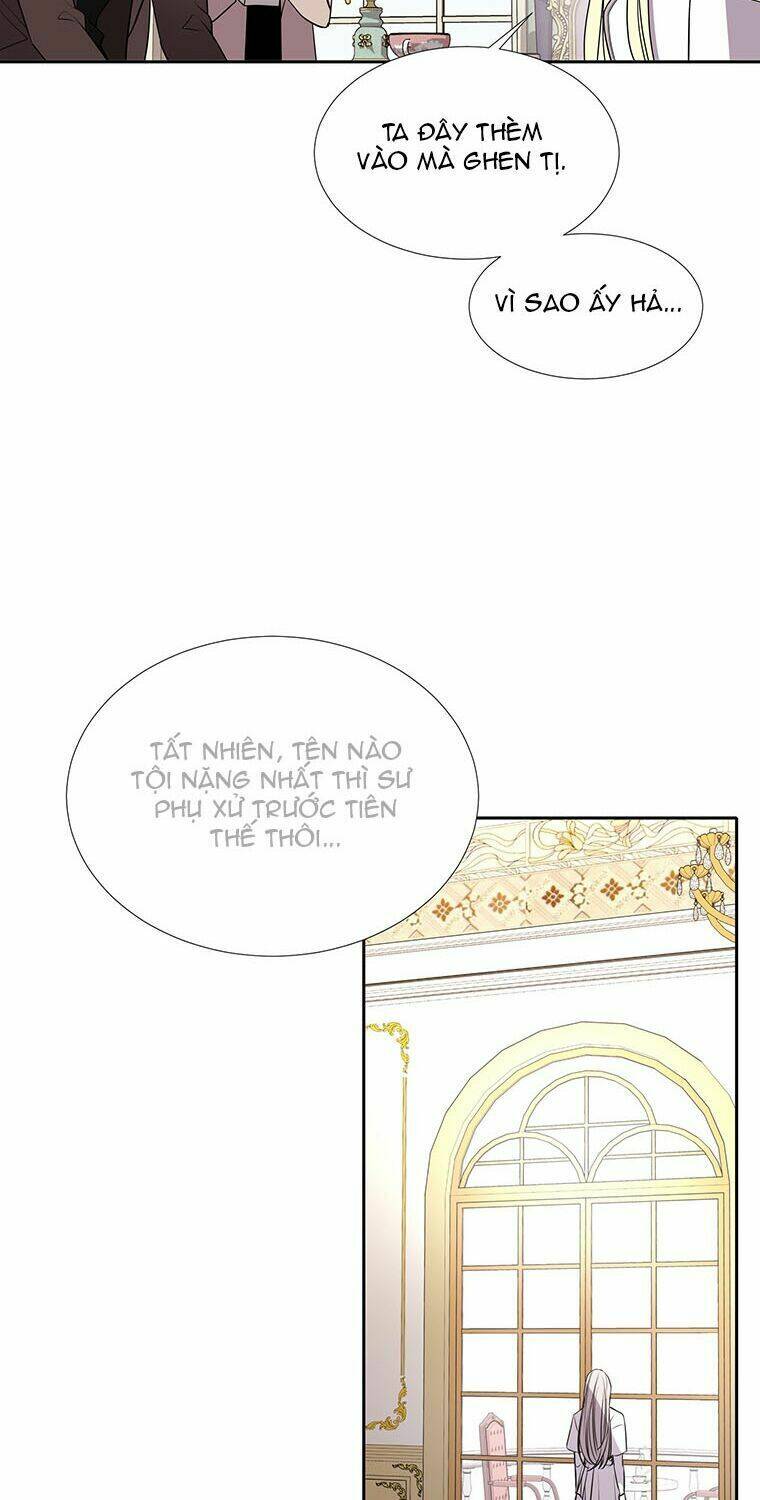 TA ĐÂY THÈM
VÀO MÀ GHEN TỊ.
VÌ SAO ẤY HẢ...
TẤT NHIÊN, TÊN NÀO
TỘI NẶNG NHẤT THÌ SƯ
PHỤ XỬ TRƯỚC TIÊN
THẾ THÔI...